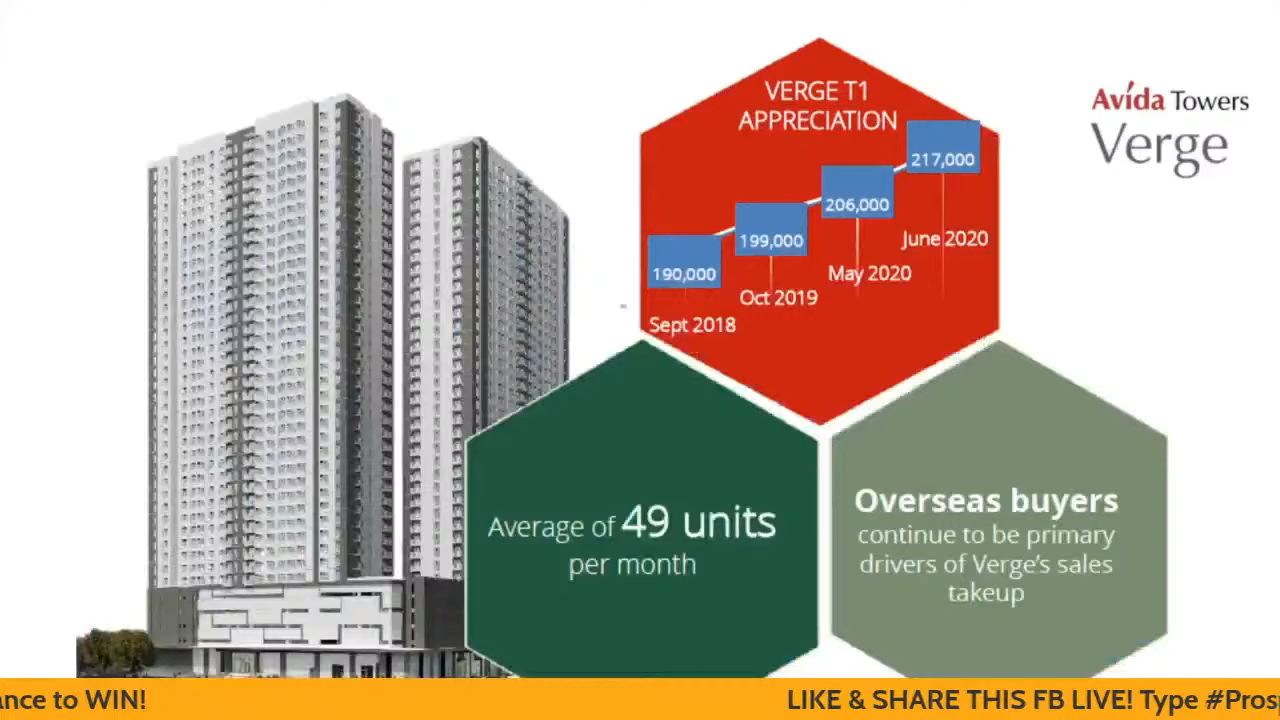 VERGE T1
APPRECIATION
Avída Towers
Verge
217,000
206,000
199,000
190,000
June 2020
May 2020
Oct 2019
Sept 2018
Average of 49 units
per month
Overseas buyers
continue to be primary
drivers of Verge's sales
takeup
ance to WIN!
LIKE & SHARE THIS FB LIVE! Type #Prosp